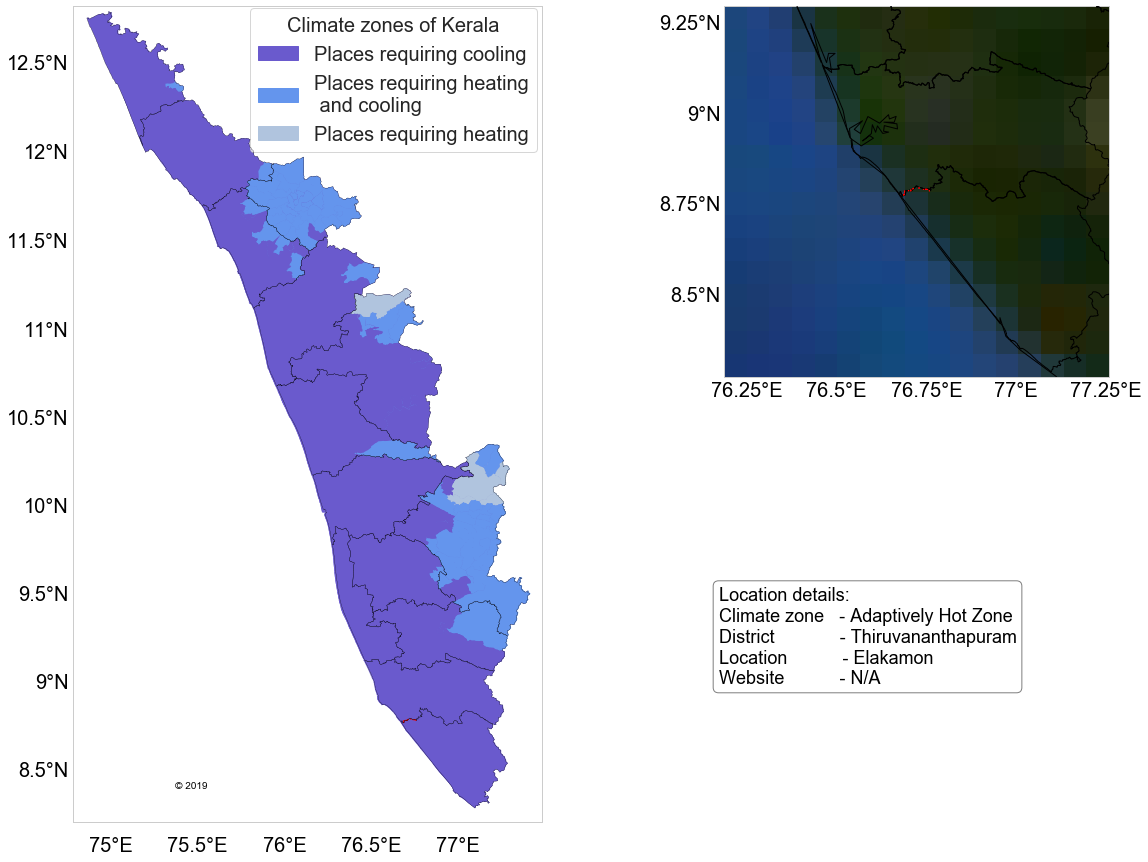 Climate zones of Kerala
Places requiring cooling
Places requiring heating
and cooling
Places requiring heating
12.5°N
12°N
11.5°N
11°N
10.5°N
10°N
9.5°N
9°N
8.5°N
© 2019
75°E 75.5°E 76°E 76.5°E 77°E
9.25°N
9°N
8.75°N
8.5°N
76.25°E 76.5°E 76.75°E 77°E 77.25°E
Location details:
Climate zone - Adaptively Hot Zone
District - Thiruvananthapuram
Location - Elakamon
Website - N/A